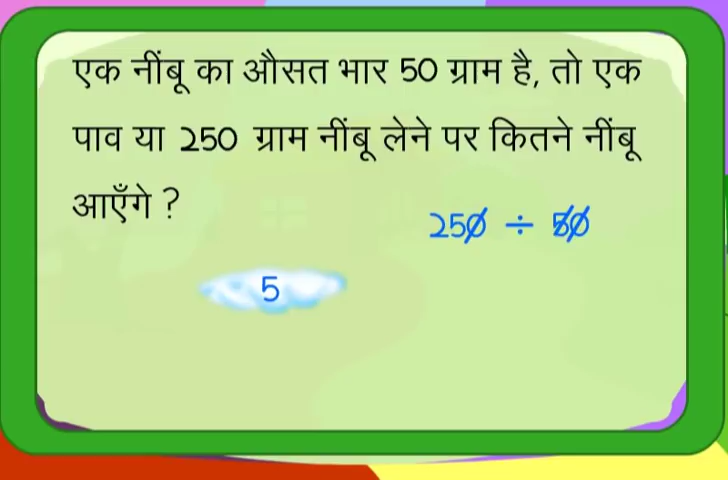 एक नींबू का औसत भार 50 ग्राम है, तो एक
पाव या 250 ग्राम नींबू लेने पर कितने नींबू
आएँगे ?
250 ÷ 50
5